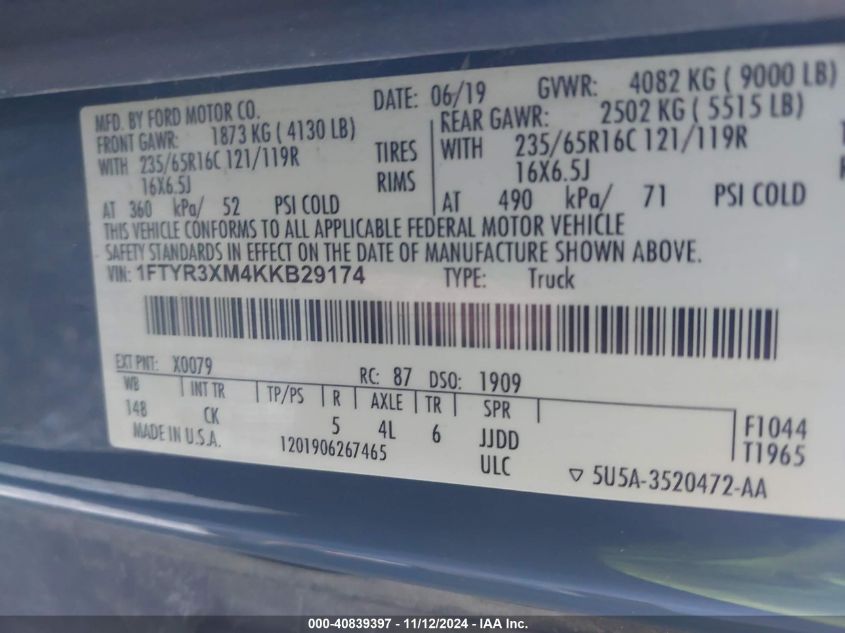 MFD. BY FORD MOTOR CO.
DATE: 06/19
GVWR: 4082 KG ( 9000 LB)
FRONT GAWR: 1873 KG ( 4130 LB)
REAR GAWR: 2502 KG ( 5515 LB)
WITH 235/65R16C 121/119R TIRES
WITH 235/65R16C 121/119R
16X6.5J RIMS
16X6.5J
AT 360 kPa/ 52 PSI COLD
AT 490 kPa/ 71 PSI COLD
THIS VEHICLE CONFORMS TO ALL APPLICABLE FEDERAL MOTOR VEHICLE
SAFETY STANDARDS IN EFFECT ON THE DATE OF MANUFACTURE SHOWN ABOVE.
VIN: 1FTYR3XM4KKB29174 TYPE: Truck
EXT PNT: X0079 RC: 87 DSO: 1909
WB INT TR TP/PS R AXLE TR SPR
148 CK 5 4L 6 JJDD
F1044
T1965
MADE IN U.S.A. 1201906267465 ULC
▽ 5U5A-3520472-AA
000-40839397 - 11/12/2024 - IAA Inc.